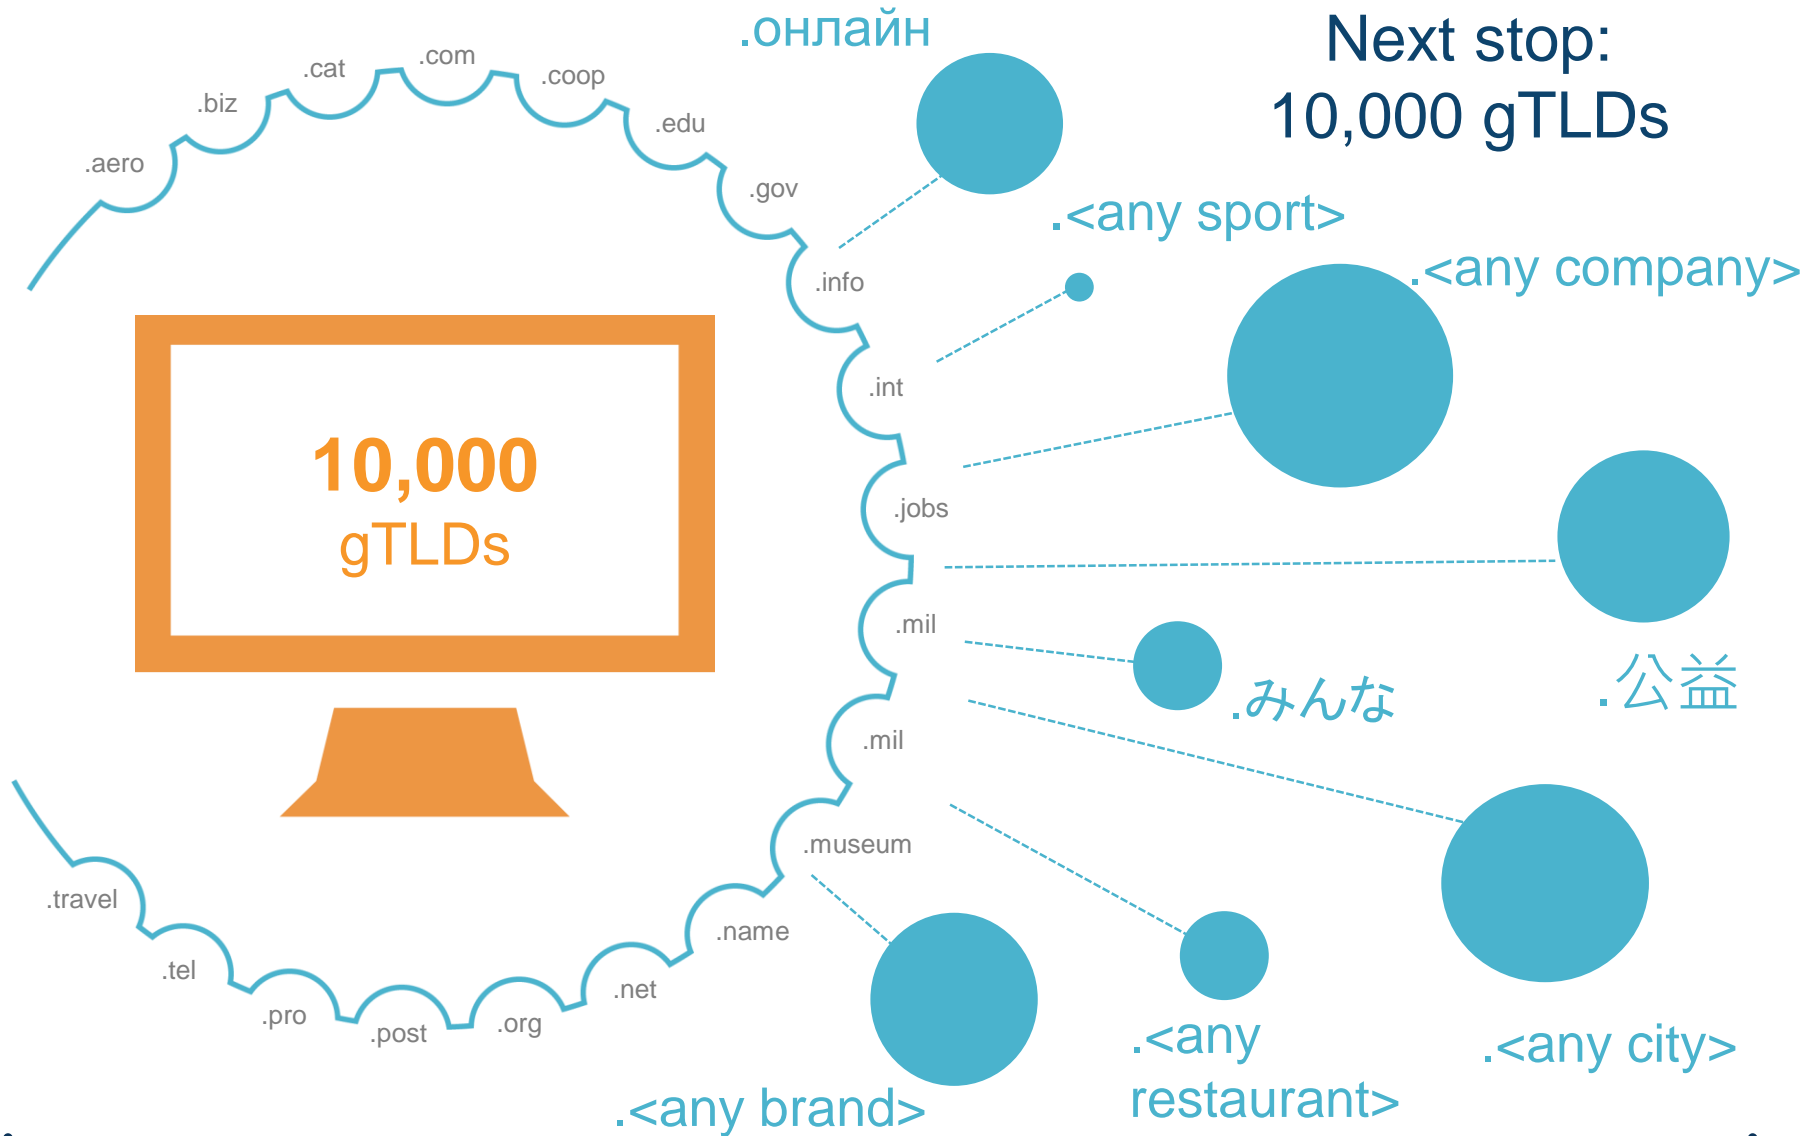 .онлайн
Next stop:
10,000 gTLDs
.aero
.biz
.cat
.com
.coop
.edu
.gov
.info
.int
.jobs
.mil
.mil
.museum
.name
.net
.org
.post
.pro
.tel
.travel
10,000
gTLDs
.<any sport>
.<any company>
.公益
.みんな
.<any city>
.<any
restaurant>
.<any brand>